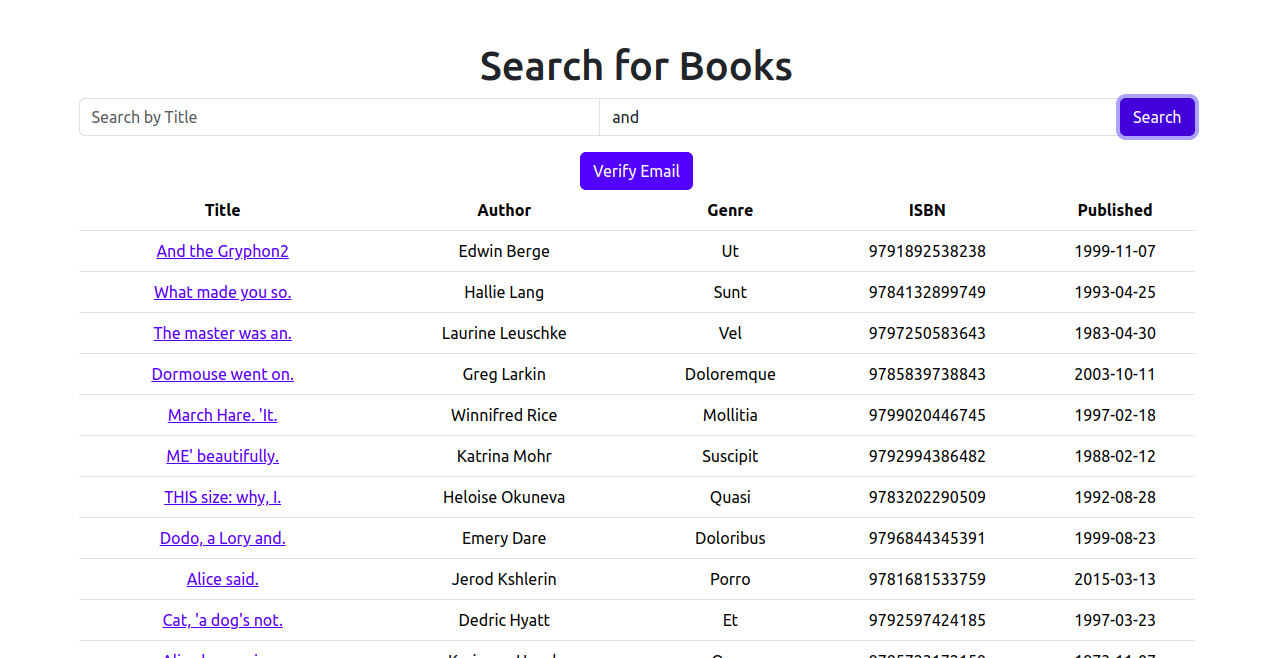 Search for Books
Search by Title and Search
Verify Email
Title Author Genre ISBN Published
And the Gryphon2 Edwin Berge Ut 9791892538238 1999-11-07
What made you so. Hallie Lang Sunt 9784132899749 1993-04-25
The master was an. Laurine Leuschke Vel 9797250583643 1983-04-30
Dormouse went on. Greg Larkin Doloremque 9785839738843 2003-10-11
March Hare. 'It. Winnifred Rice Mollitia 9799020446745 1997-02-18
ME' beautifully. Katrina Mohr Suscipit 9792994386482 1988-02-12
THIS size: why, I. Heloise Okuneva Quasi 9783202290509 1992-08-28
Dodo, a Lory and. Emery Dare Doloribus 9796844345391 1999-08-23
Alice said. Jerod Kshlerin Porro 9781681533759 2015-03-13
Cat, 'a dog's not. Dedric Hyatt Et 9792597424185 1997-03-23